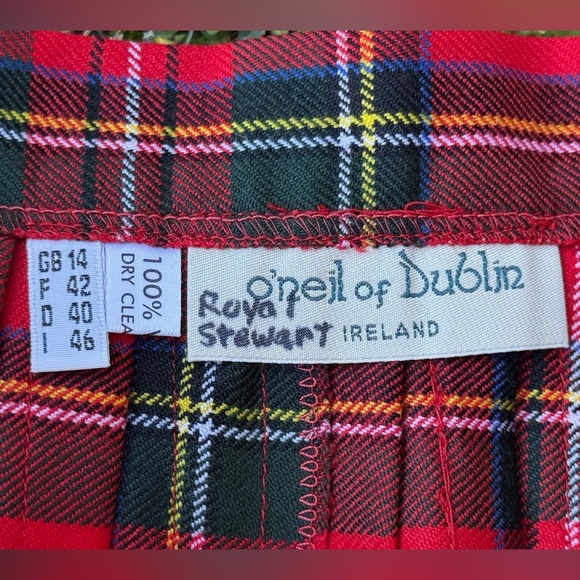 GB 14
F 42
D 40
I 46
100%
DRY CLEA
o'neil of Dublin
Royal
Stewart IRELAND